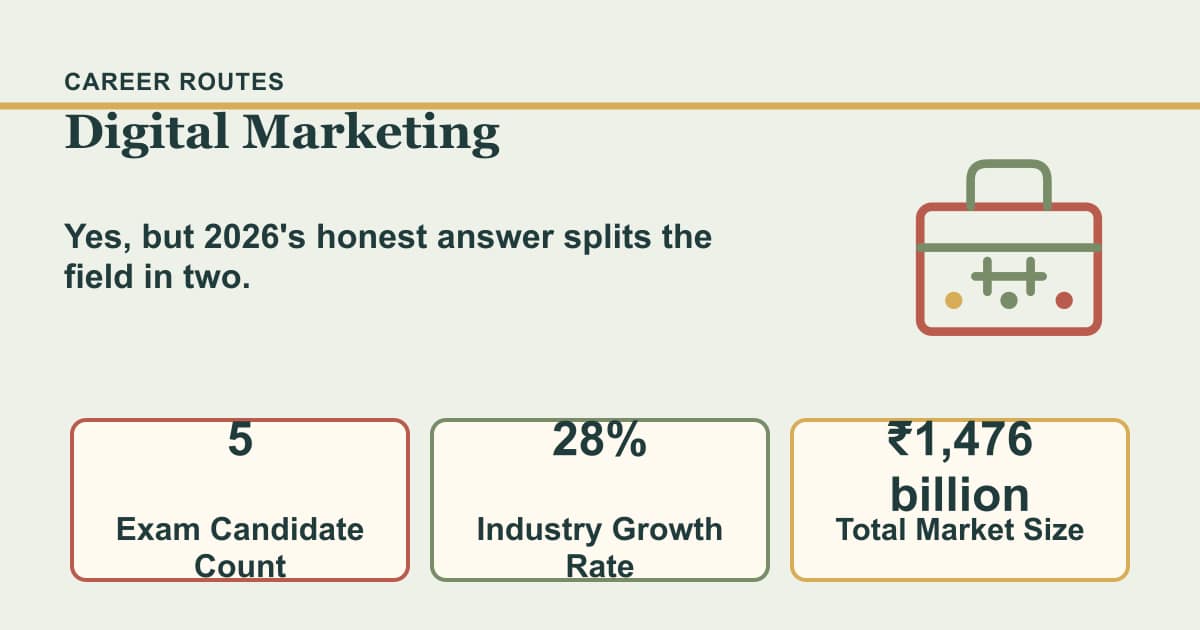 CAREER ROUTES
Digital Marketing
Yes, but 2026's honest answer splits the
field in two.
5
Exam Candidate
Count
28%
Industry Growth
Rate
₹1,476
billion
Total Market Size